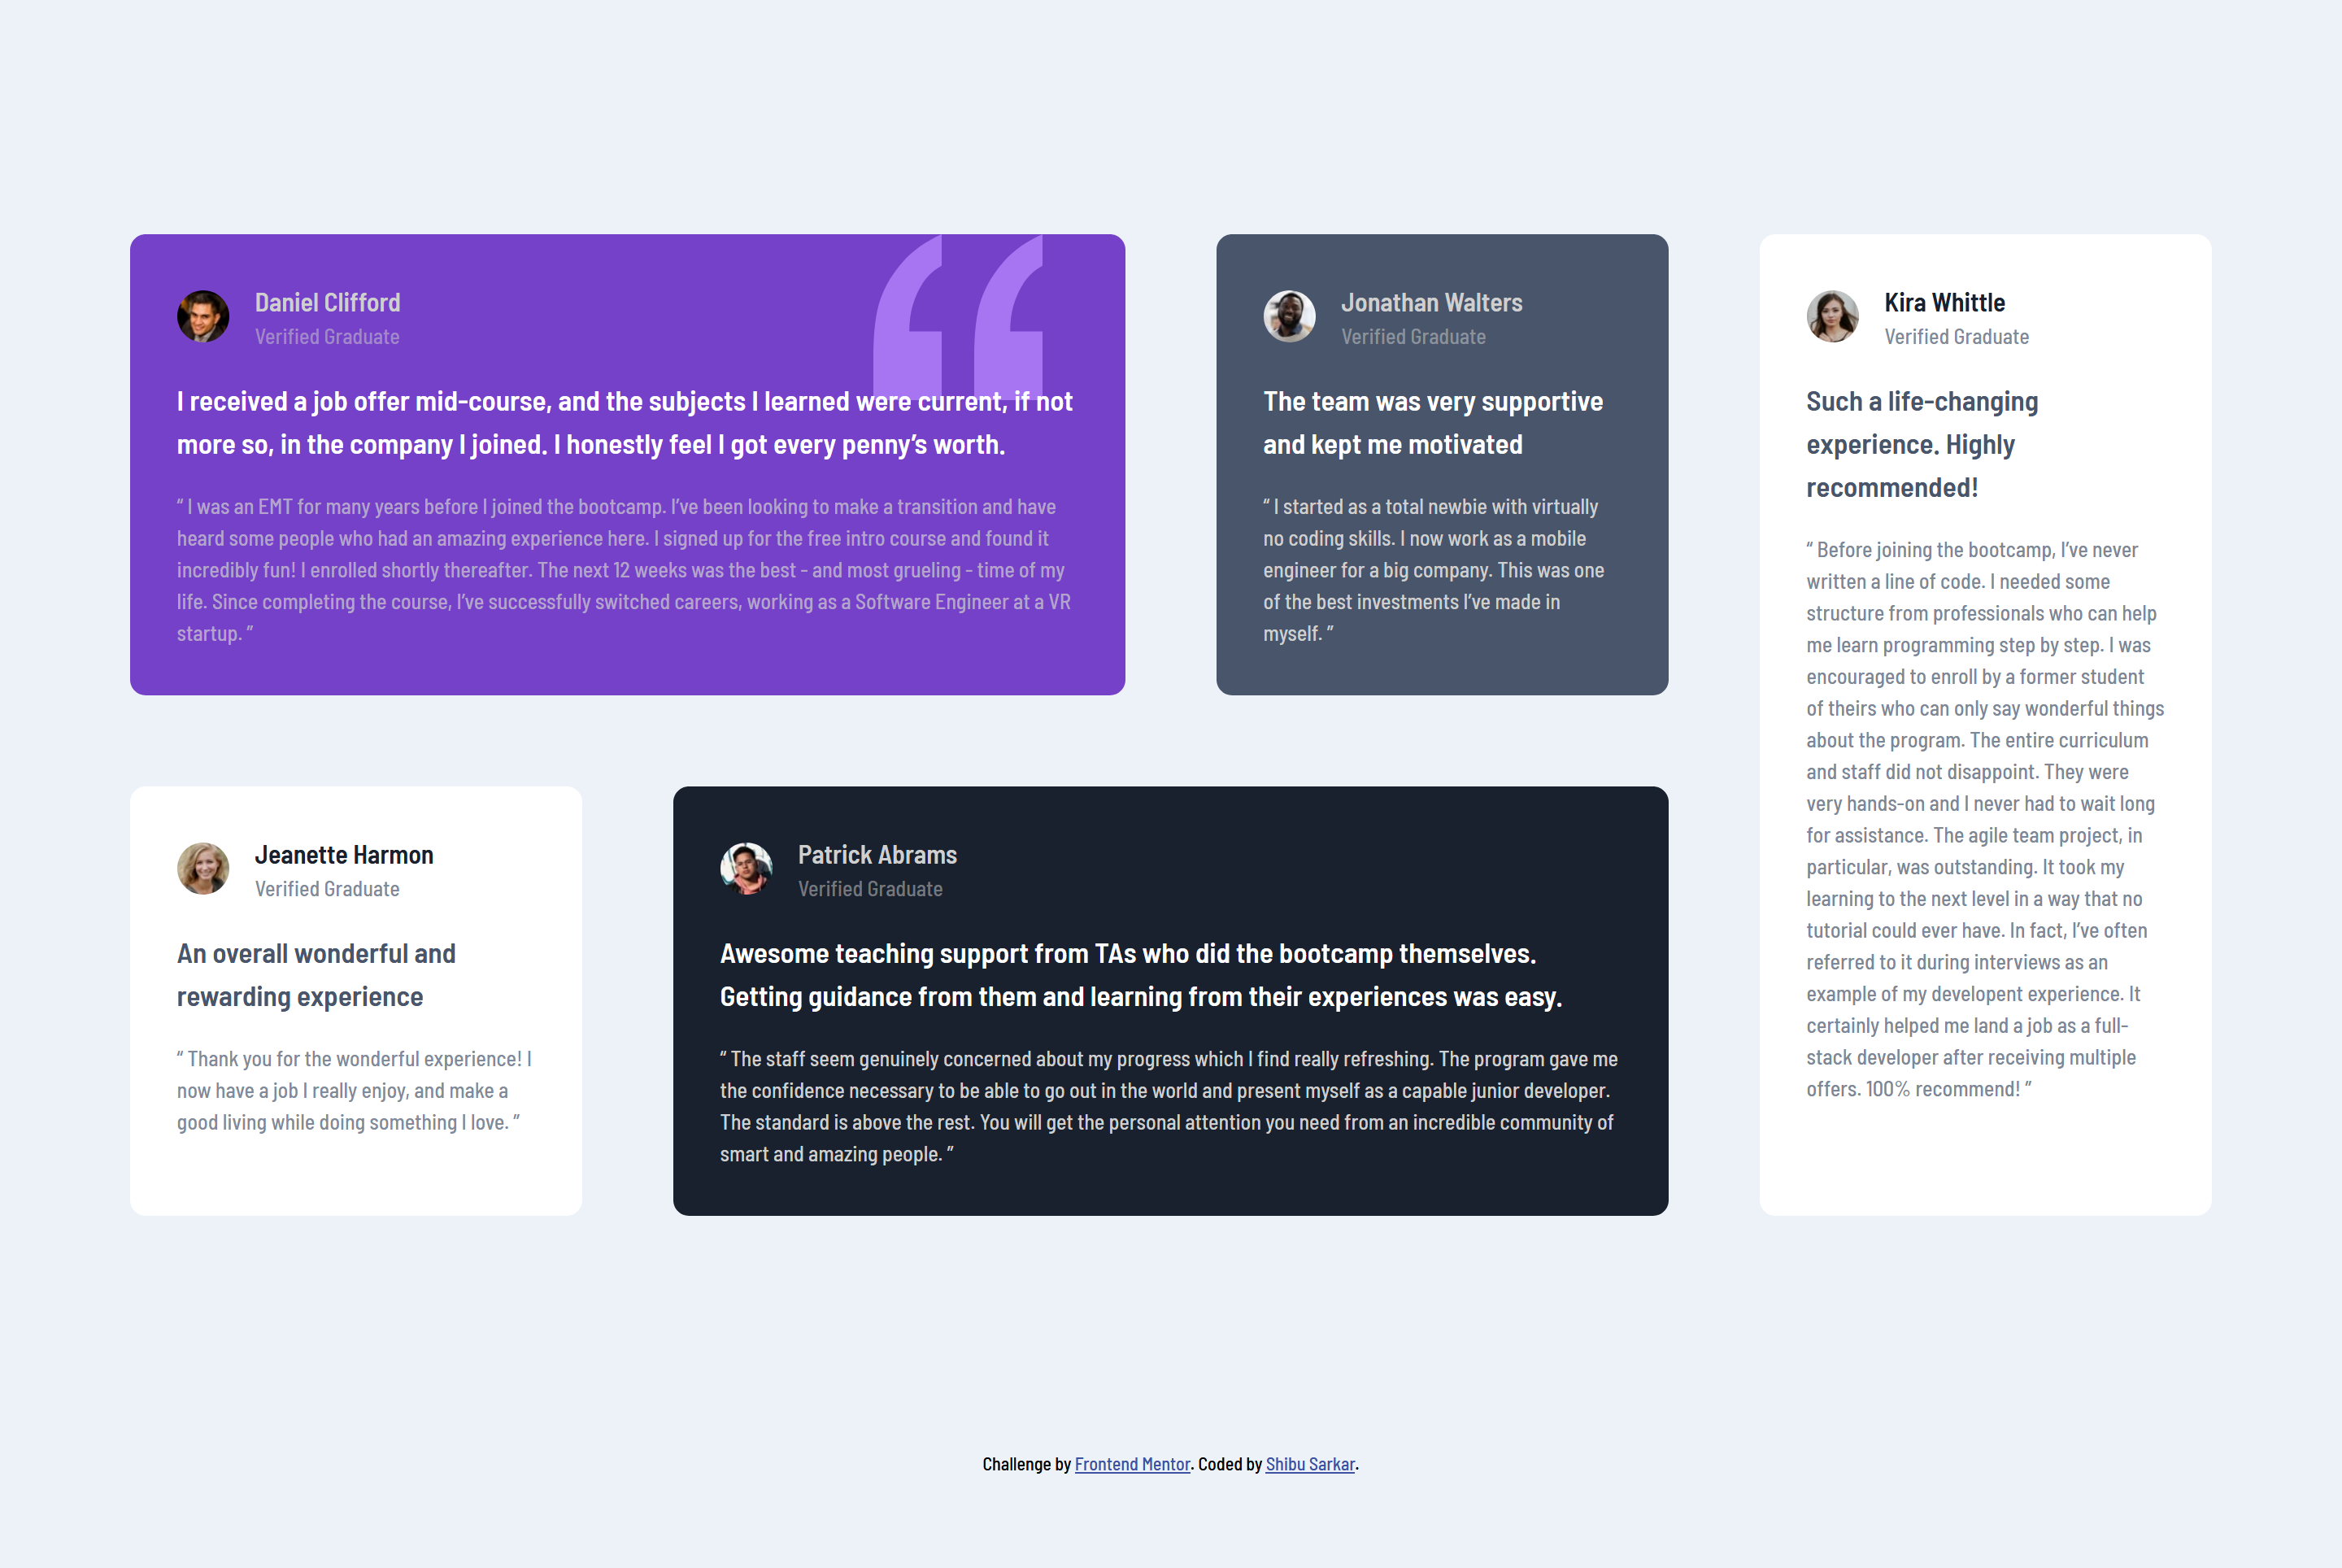 Daniel Clifford
Verified Graduate
I received a job offer mid-course, and the subjects I learned were current, if not
more so, in the company I joined. I honestly feel I got every penny’s worth.
“ I was an EMT for many years before I joined the bootcamp. I’ve been looking to make a transition and have
heard some people who had an amazing experience here. I signed up for the free intro course and found it
incredibly fun! I enrolled shortly thereafter. The next 12 weeks was the best - and most grueling - time of my
life. Since completing the course, I’ve successfully switched careers, working as a Software Engineer at a VR
startup. ”
Jonathan Walters
Verified Graduate
The team was very supportive
and kept me motivated
“ I started as a total newbie with virtually
no coding skills. I now work as a mobile
engineer for a big company. This was one
of the best investments I’ve made in
myself. ”
Kira Whittle
Verified Graduate
Such a life-changing
experience. Highly
recommended!
“ Before joining the bootcamp, I’ve never
written a line of code. I needed some
structure from professionals who can help
me learn programming step by step. I was
encouraged to enroll by a former student
of theirs who can only say wonderful things
about the program. The entire curriculum
and staff did not disappoint. They were
very hands-on and I never had to wait long
for assistance. The agile team project, in
particular, was outstanding. It took my
learning to the next level in a way that no
tutorial could ever have. In fact, I’ve often
referred to it during interviews as an
example of my developent experience. It
certainly helped me land a job as a full-
stack developer after receiving multiple
offers. 100% recommend! ”
Jeanette Harmon
Verified Graduate
An overall wonderful and
rewarding experience
“ Thank you for the wonderful experience! I
now have a job I really enjoy, and make a
good living while doing something I love. ”
Patrick Abrams
Verified Graduate
Awesome teaching support from TAs who did the bootcamp themselves.
Getting guidance from them and learning from their experiences was easy.
“ The staff seem genuinely concerned about my progress which I find really refreshing. The program gave me
the confidence necessary to be able to go out in the world and present myself as a capable junior developer.
The standard is above the rest. You will get the personal attention you need from an incredible community of
smart and amazing people. ”
Challenge by Frontend Mentor. Coded by Shibu Sarkar.